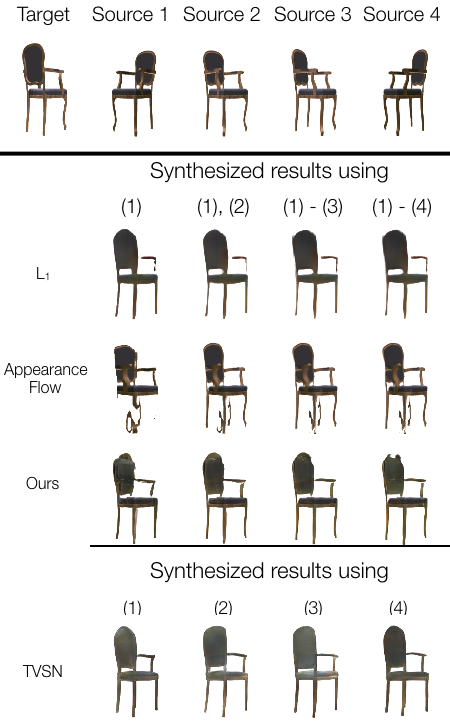 Target Source 1 Source 2 Source 3 Source 4
Synthesized results using
(1) (1), (2) (1) - (3) (1) - (4)
L₁
Appearance
Flow
Ours
Synthesized results using
(1) (2) (3) (4)
TVSN